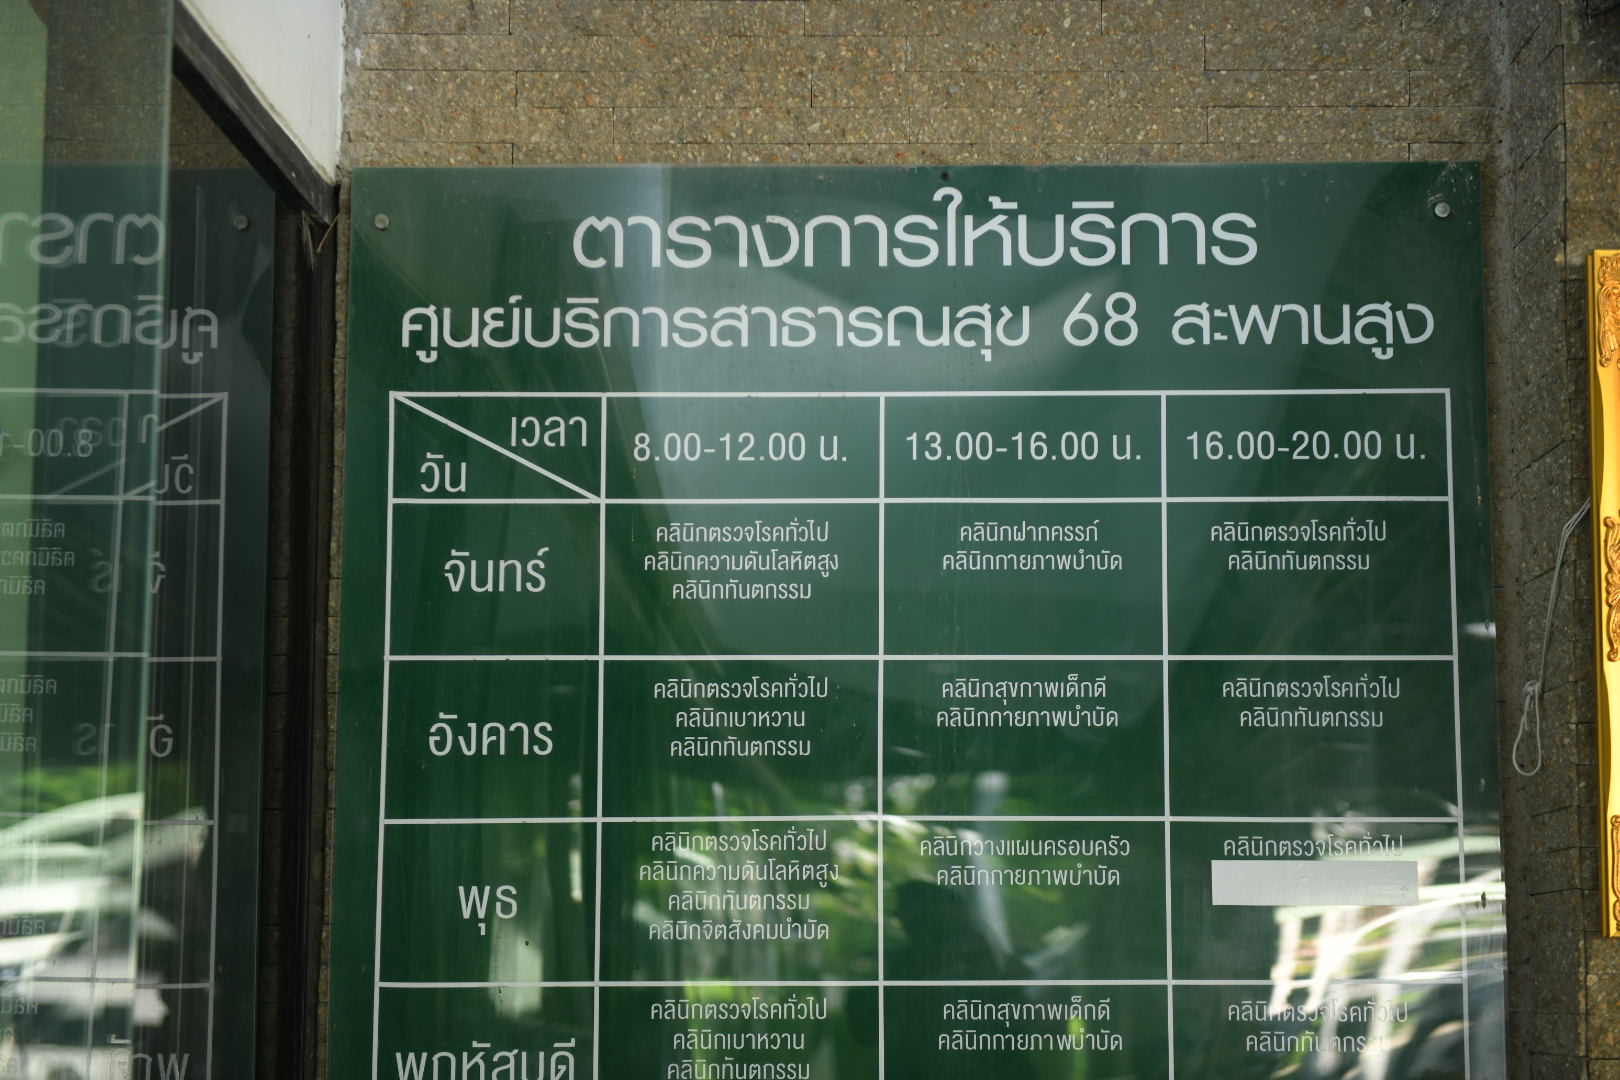 ตารางการให้บริการ
ศูนย์บริการสาธารณสุข 68 สะพานสูง
เวลา
วัน
8.00-12.00 น.
13.00-16.00 น.
16.00-20.00 น.
จันทร์
คลินิกตรวจโรคทั่วไป
คลินิกความดันโลหิตสูง
คลินิกทันตกรรม
คลินิกฝากครรภ์
คลินิกกายภาพบำบัด
คลินิกตรวจโรคทั่วไป
คลินิกทันตกรรม
อังคาร
คลินิกตรวจโรคทั่วไป
คลินิกเบาหวาน
คลินิกทันตกรรม
คลินิกสุขภาพเด็กดี
คลินิกกายภาพบำบัด
คลินิกตรวจโรคทั่วไป
คลินิกทันตกรรม
พุธ
คลินิกตรวจโรคทั่วไป
คลินิกความดันโลหิตสูง
คลินิกทันตกรรม
คลินิกจิตสังคมบำบัด
คลินิกวางแผนครอบครัว
คลินิกกายภาพบำบัด
คลินิกตรวจโรคทั่วไป
พฤหัสบดี
คลินิกตรวจโรคทั่วไป
คลินิกเบาหวาน
คลินิกทันตกรรม
คลินิกสุขภาพเด็กดี
คลินิกกายภาพบำบัด
คลินิกตรวจโรคทั่วไป
คลินิกทันตกรรม